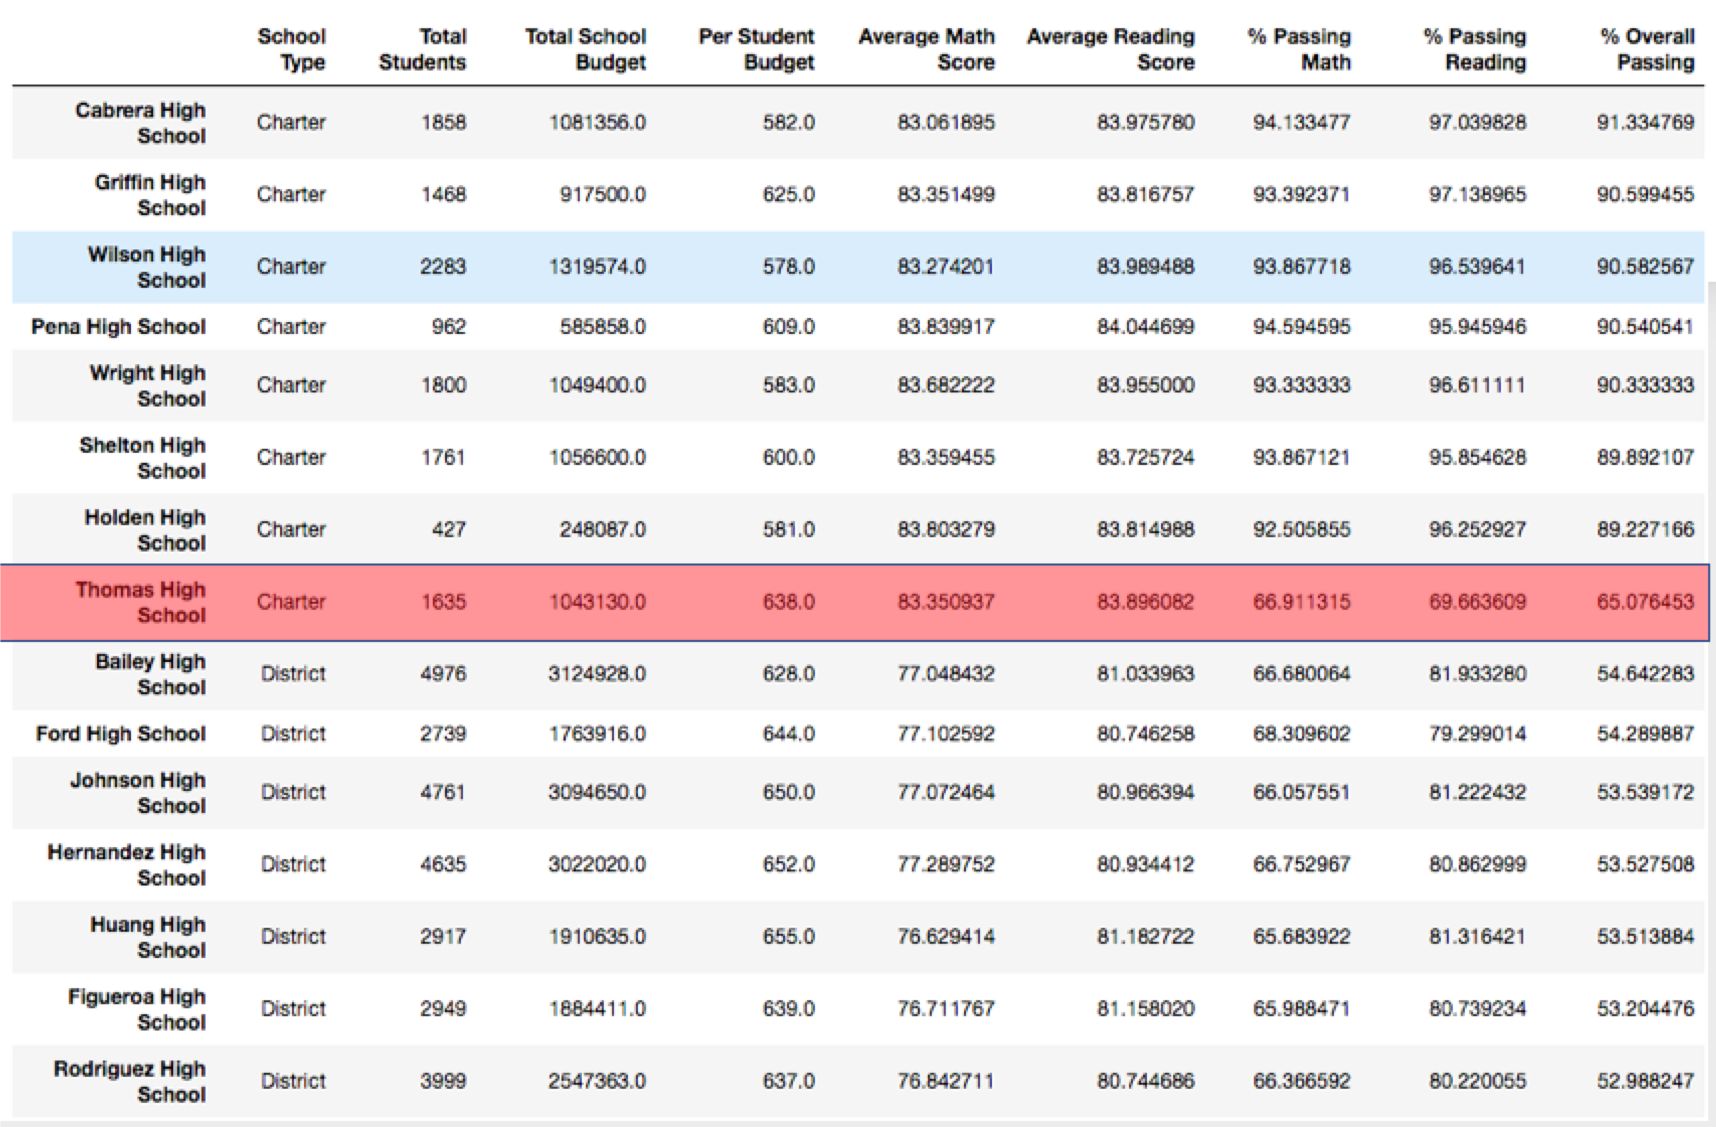 School Type Total Students Total School Budget Per Student Budget Average Math Score Average Reading Score % Passing Math % Passing Reading % Overall Passing
Cabrera High School Charter 1858 1081356.0 582.0 83.061895 83.975780 94.133477 97.039828 91.334769
Griffin High School Charter 1468 917500.0 625.0 83.351499 83.816757 93.392371 97.138965 90.599455
Wilson High School Charter 2283 1319574.0 578.0 83.274201 83.989488 93.867718 96.539641 90.582567
Pena High School Charter 962 585858.0 609.0 83.839917 84.044699 94.594595 95.945946 90.540541
Wright High School Charter 1800 1049400.0 583.0 83.682222 83.955000 93.333333 96.611111 90.333333
Shelton High School Charter 1761 1056600.0 600.0 83.359455 83.725724 93.867121 95.854628 89.892107
Holden High School Charter 427 248087.0 581.0 83.803279 83.814988 92.505855 96.252927 89.227166
Thomas High School Charter 1635 1043130.0 638.0 83.350937 83.896082 66.911315 69.663609 65.076453
Bailey High School District 4976 3124928.0 628.0 77.048432 81.033963 66.680064 81.933280 54.642283
Ford High School District 2739 1763916.0 644.0 77.102592 80.746258 68.309602 79.299014 54.289887
Johnson High School District 4761 3094650.0 650.0 77.072464 80.966394 66.057551 81.222432 53.539172
Hernandez High School District 4635 3022020.0 652.0 77.289752 80.934412 66.752967 80.862999 53.527508
Huang High School District 2917 1910635.0 655.0 76.629414 81.182722 65.683922 81.316421 53.513884
Figueroa High School District 2949 1884411.0 639.0 76.711767 81.158020 65.988471 80.739234 53.204476
Rodriguez High School District 3999 2547363.0 637.0 76.842711 80.744686 66.366592 80.220055 52.988247